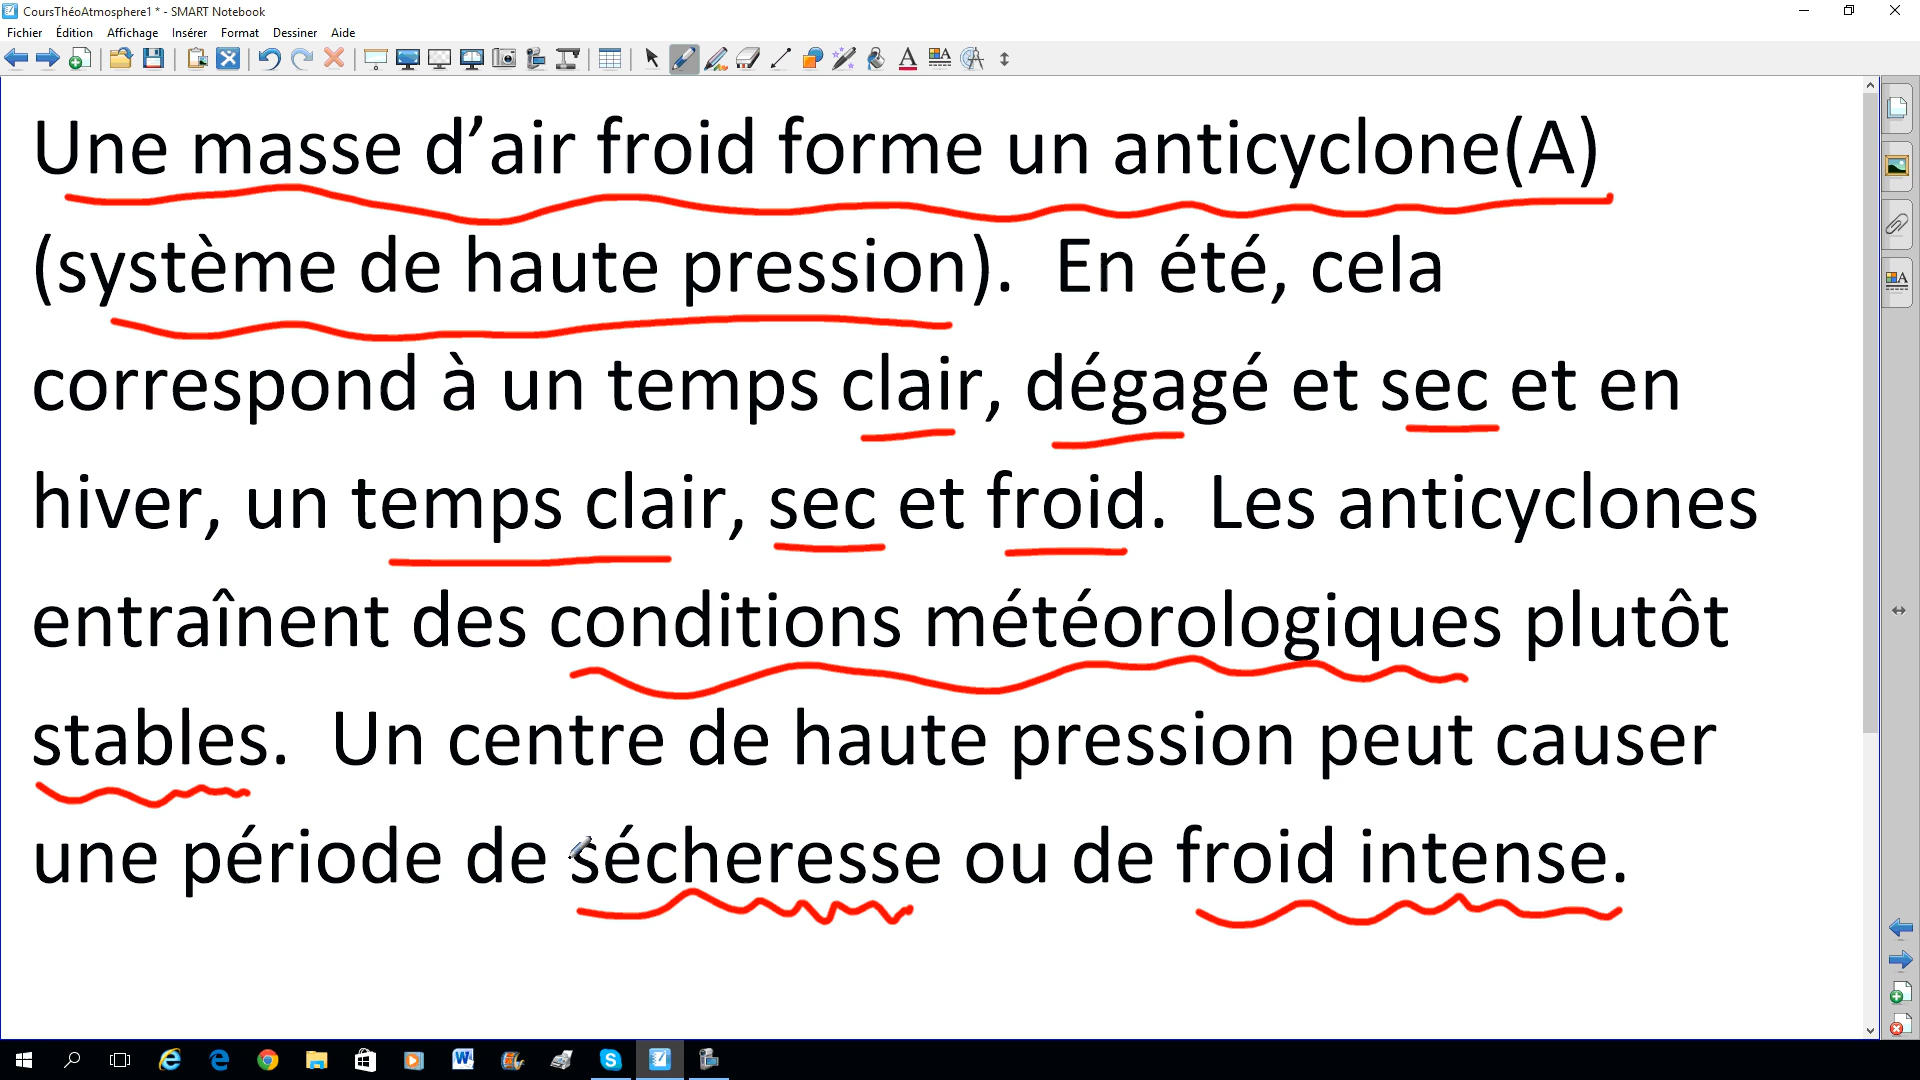 CoursThéoAtmosphere1 * - SMART Notebook
Fichier Édition Affichage Insérer Format Dessiner Aide
Une masse d’air froid forme un anticyclone(A)
(système de haute pression).  En été, cela
correspond à un temps clair, dégagé et sec et en
hiver, un temps clair, sec et froid.  Les anticyclones
entraînent des conditions météorologiques plutôt
stables.  Un centre de haute pression peut causer
une période de sécheresse ou de froid intense.